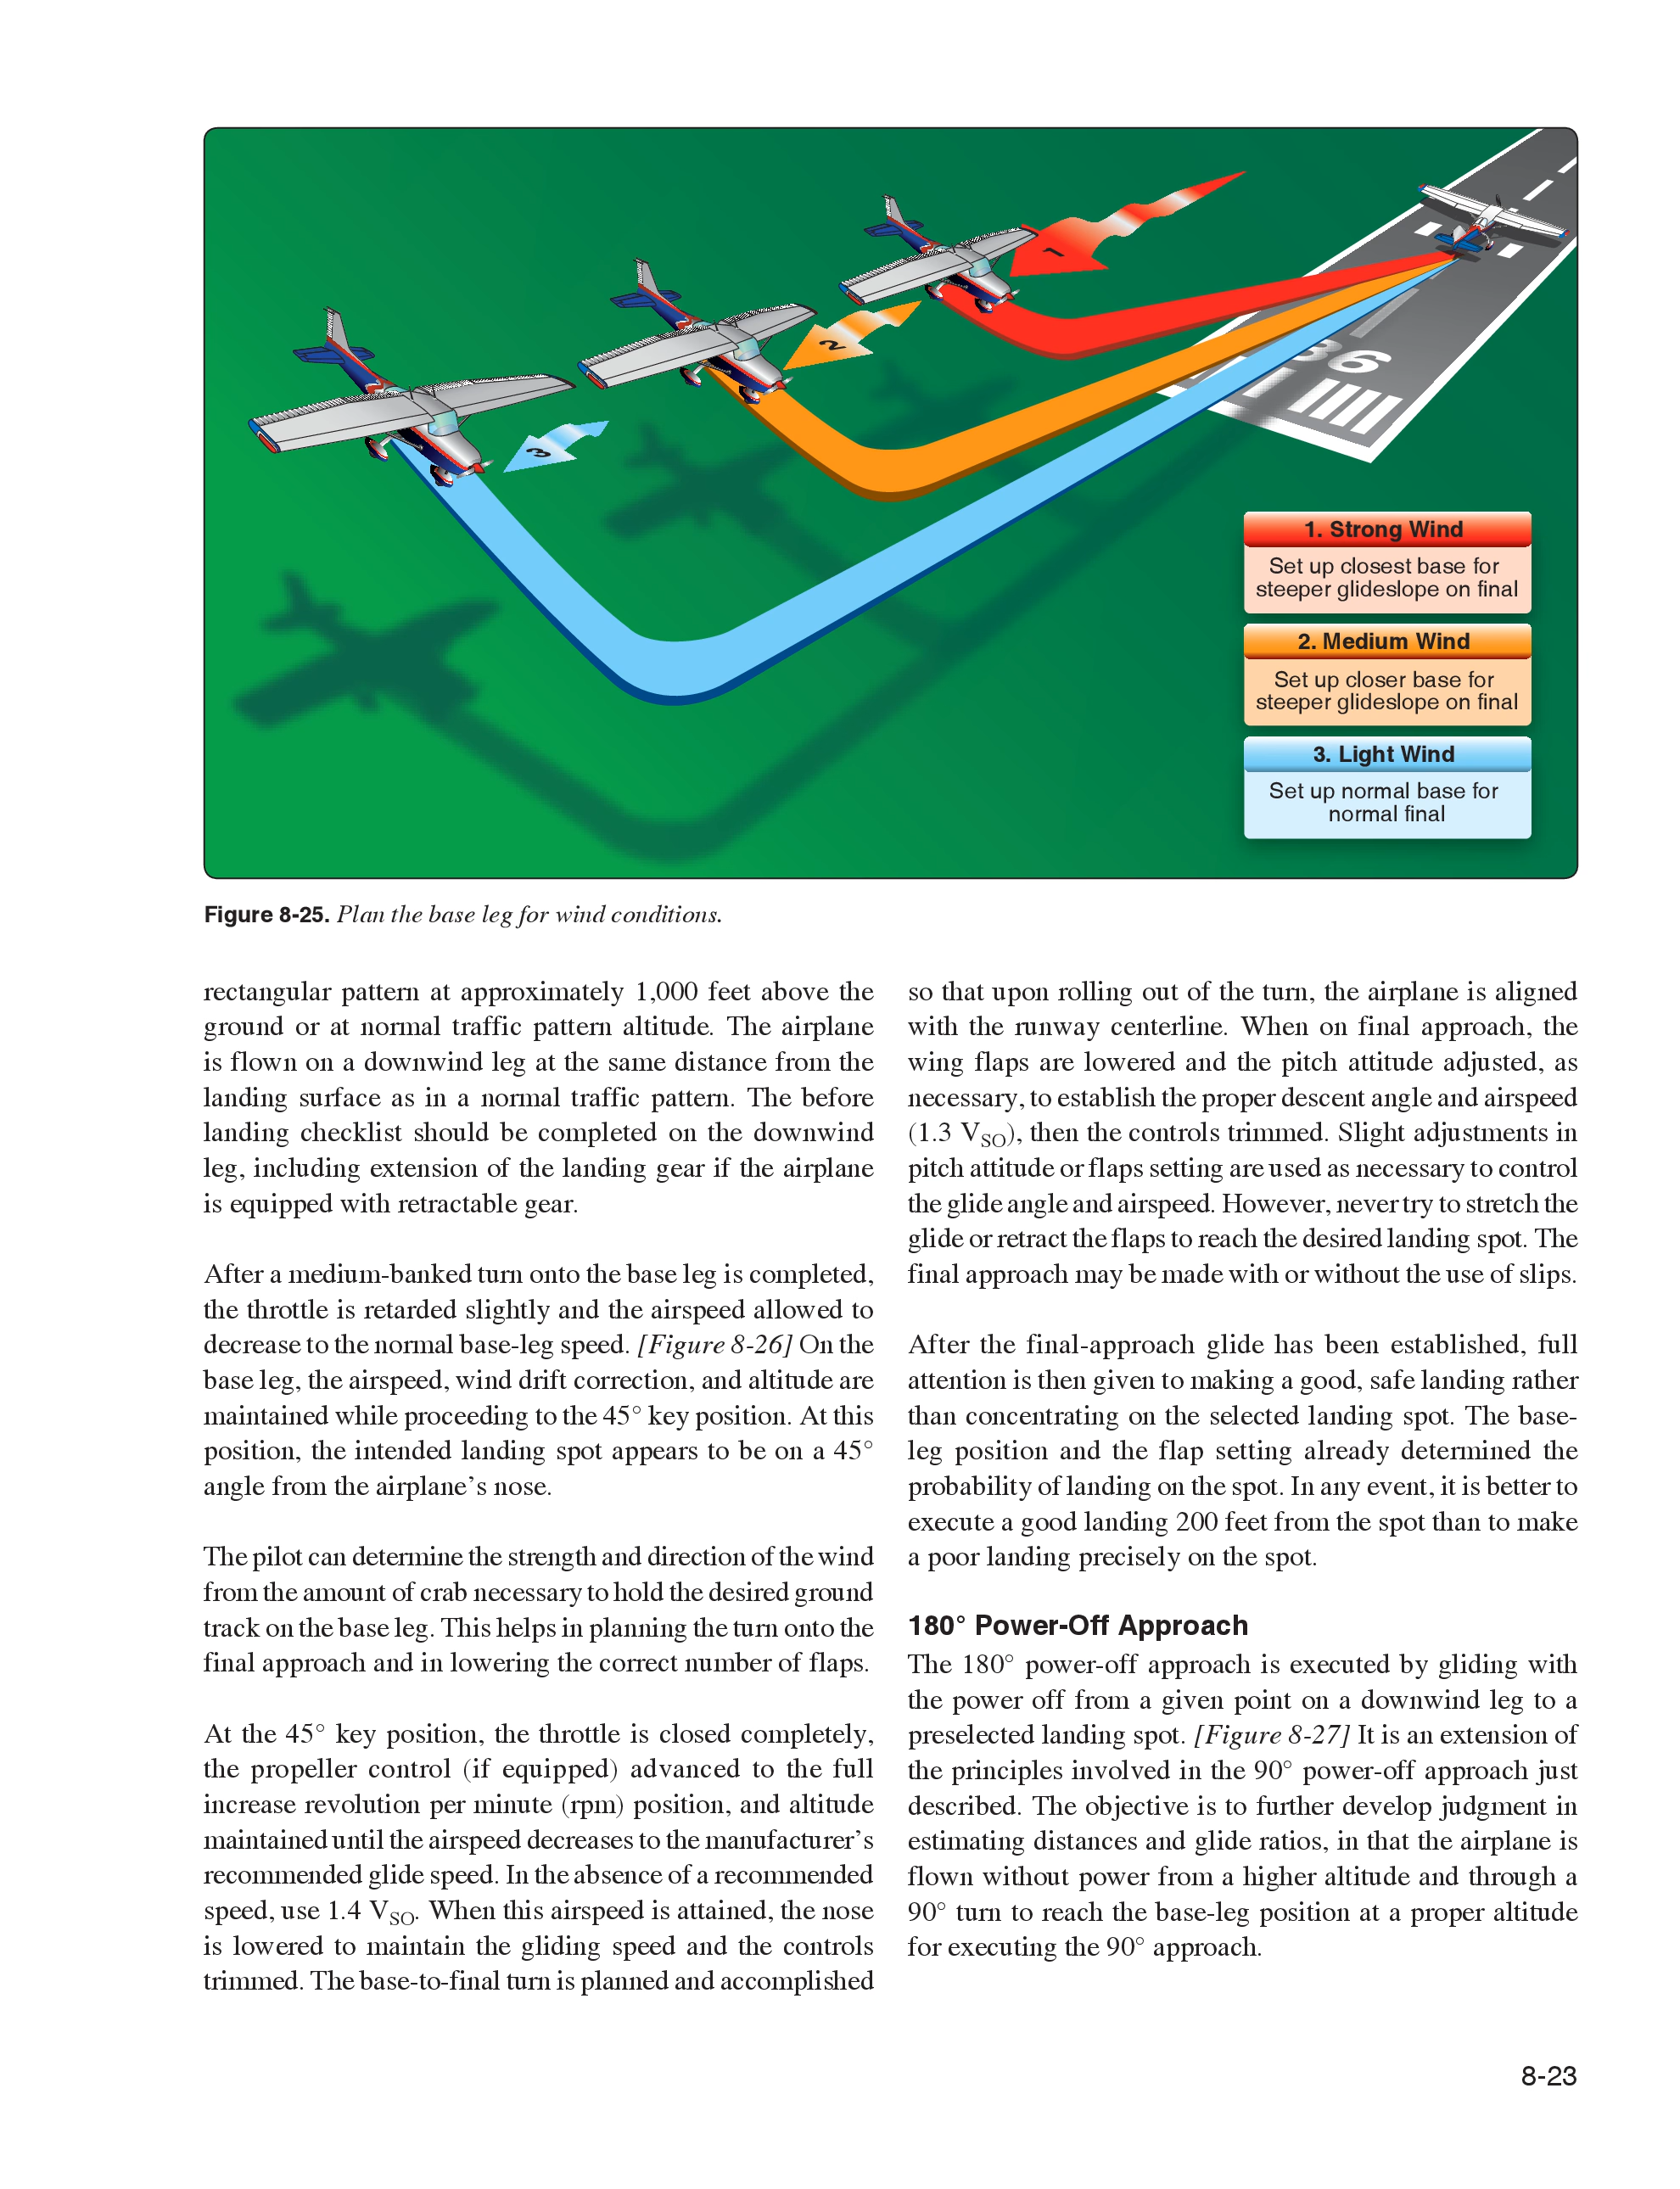 1
2
3
36
1. Strong Wind
Set up closest base for
steeper glideslope on final
2. Medium Wind
Set up closer base for
steeper glideslope on final
3. Light Wind
Set up normal base for
normal final
Figure 8-25. Plan the base leg for wind conditions.
rectangular pattern at approximately 1,000 feet above the
ground or at normal traffic pattern altitude. The airplane
is flown on a downwind leg at the same distance from the
landing surface as in a normal traffic pattern. The before
landing checklist should be completed on the downwind
leg, including extension of the landing gear if the airplane
is equipped with retractable gear.
After a medium-banked turn onto the base leg is completed,
the throttle is retarded slightly and the airspeed allowed to
decrease to the normal base-leg speed. [Figure 8-26] On the
base leg, the airspeed, wind drift correction, and altitude are
maintained while proceeding to the 45° key position. At this
position, the intended landing spot appears to be on a 45°
angle from the airplane's nose.
The pilot can determine the strength and direction of the wind
from the amount of crab necessary to hold the desired ground
track on the base leg. This helps in planning the turn onto the
final approach and in lowering the correct number of flaps.
At the 45° key position, the throttle is closed completely,
the propeller control (if equipped) advanced to the full
increase revolution per minute (rpm) position, and altitude
maintained until the airspeed decreases to the manufacturer's
recommended glide speed. In the absence of a recommended
speed, use 1.4 VSO. When this airspeed is attained, the nose
is lowered to maintain the gliding speed and the controls
trimmed. The base-to-final turn is planned and accomplished
so that upon rolling out of the turn, the airplane is aligned
with the runway centerline. When on final approach, the
wing flaps are lowered and the pitch attitude adjusted, as
necessary, to establish the proper descent angle and airspeed
(1.3 VSO), then the controls trimmed. Slight adjustments in
pitch attitude or flaps setting are used as necessary to control
the glide angle and airspeed. However, never try to stretch the
glide or retract the flaps to reach the desired landing spot. The
final approach may be made with or without the use of slips.
After the final-approach glide has been established, full
attention is then given to making a good, safe landing rather
than concentrating on the selected landing spot. The base-
leg position and the flap setting already determined the
probability of landing on the spot. In any event, it is better to
execute a good landing 200 feet from the spot than to make
a poor landing precisely on the spot.
180° Power-Off Approach
The 180° power-off approach is executed by gliding with
the power off from a given point on a downwind leg to a
preselected landing spot. [Figure 8-27] It is an extension of
the principles involved in the 90° power-off approach just
described. The objective is to further develop judgment in
estimating distances and glide ratios, in that the airplane is
flown without power from a higher altitude and through a
90° turn to reach the base-leg position at a proper altitude
for executing the 90° approach.
8-23